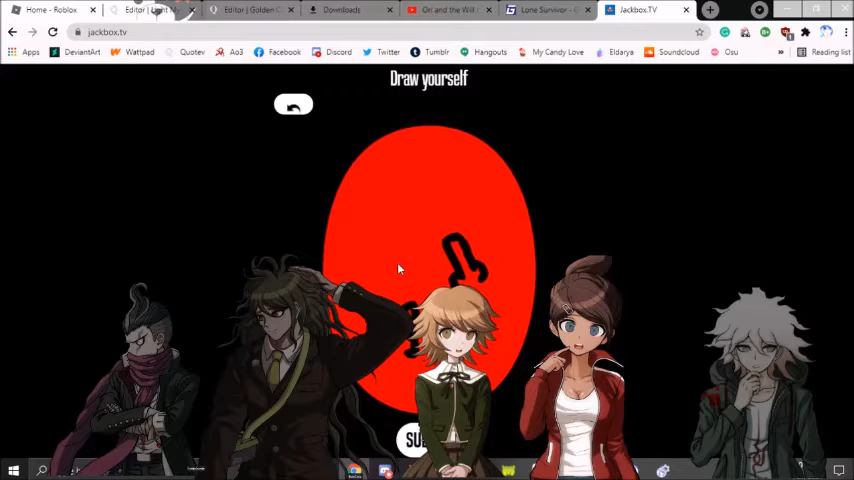 Home - Roblox
Editor | Light My
Editor | Golden C
Downloads
Ori and the Will
Lone Survivor -
Jackbox.TV
jackbox.tv
Apps
DeviantArt
Wattpad
Quotev
Ao3
Facebook
Discord
Twitter
Tumblr
Hangouts
My Candy Love
Eldarya
Soundcloud
Osu
»
Reading list
Draw yourself